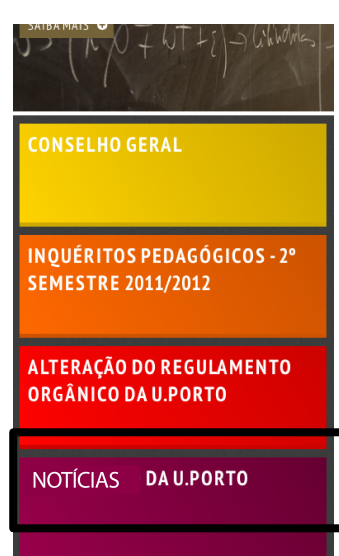 SAIBA MAIS
CONSELHO GERAL
INQUÉRITOS PEDAGÓGICOS - 2º
SEMESTRE 2011/2012
ALTERAÇÃO DO REGULAMENTO
ORGÂNICO DA U.PORTO
NOTÍCIAS DA U.PORTO